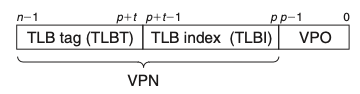 n−1 p+t p+t−1 p p−1 0
TLB tag (TLBT) TLB index (TLBI) VPO
VPN